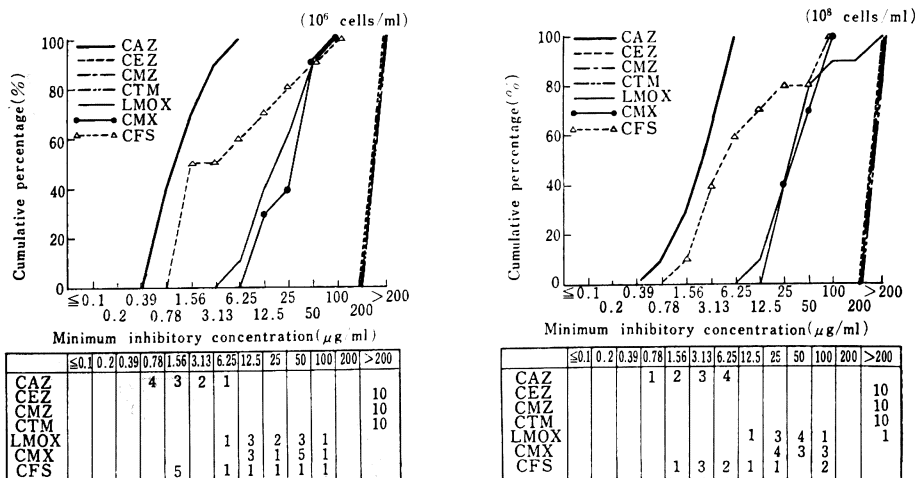 (10⁶ cells/ml)
Cumulative percentage(%)
100
80
60
40
20
0
CAZ
CEZ
CMZ
CTM
LMOX
CMX
CFS
≦0.1 0.39 1.56 6.25 25 100 >200
0.2 0.78 3.13 12.5 50 200
Minimum inhibitory concentration(μg/ml)
≦0.1 0.2 0.39 0.78 1.56 3.13 6.25 12.5 25 50 100 200 >200
CAZ 4 3 2 1
CEZ 10
CMZ 10
CTM 10
LMOX 1 3 2 3 1
CMX 3 1 5 1
CFS 5 1 1 1 1 1
(10⁸ cells/ml)
Cumulative percentage(%)
100
80
60
40
20
0
CAZ
CEZ
CMZ
CTM
LMOX
CMX
CFS
≦0.1 0.39 1.56 6.25 25 100 >200
0.2 0.78 3.13 12.5 50 200
Minimum inhibitory concentration(μg/ml)
≦0.1 0.2 0.39 0.78 1.56 3.13 6.25 12.5 25 50 100 200 >200
CAZ 1 2 3 4
CEZ 10
CMZ 10
CTM 10
LMOX 1 3 4 1 1
CMX 4 3 3
CFS 1 3 2 1 1 2